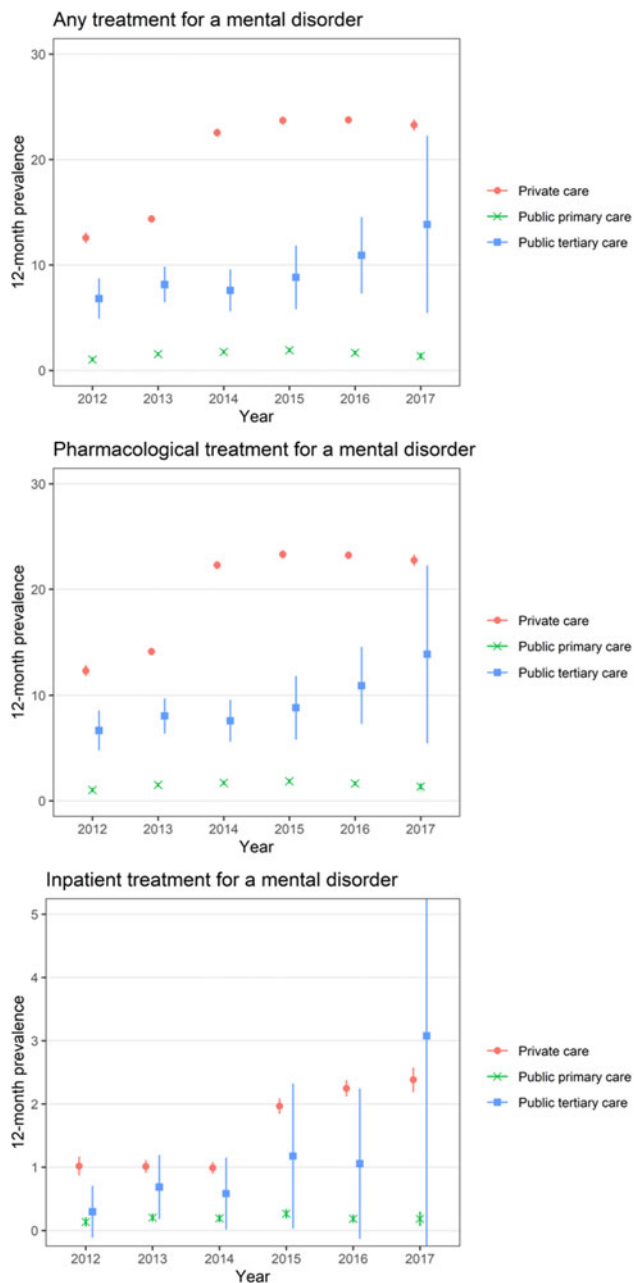 Any treatment for a mental disorder
30
20
10
0
12-month prevalence
2012 2013 2014 2015 2016 2017
Year
Private care
Public primary care
Public tertiary care
Pharmacological treatment for a mental disorder
30
20
10
0
12-month prevalence
2012 2013 2014 2015 2016 2017
Year
Private care
Public primary care
Public tertiary care
Inpatient treatment for a mental disorder
5
4
3
2
1
0
12-month prevalence
2012 2013 2014 2015 2016 2017
Year
Private care
Public primary care
Public tertiary care